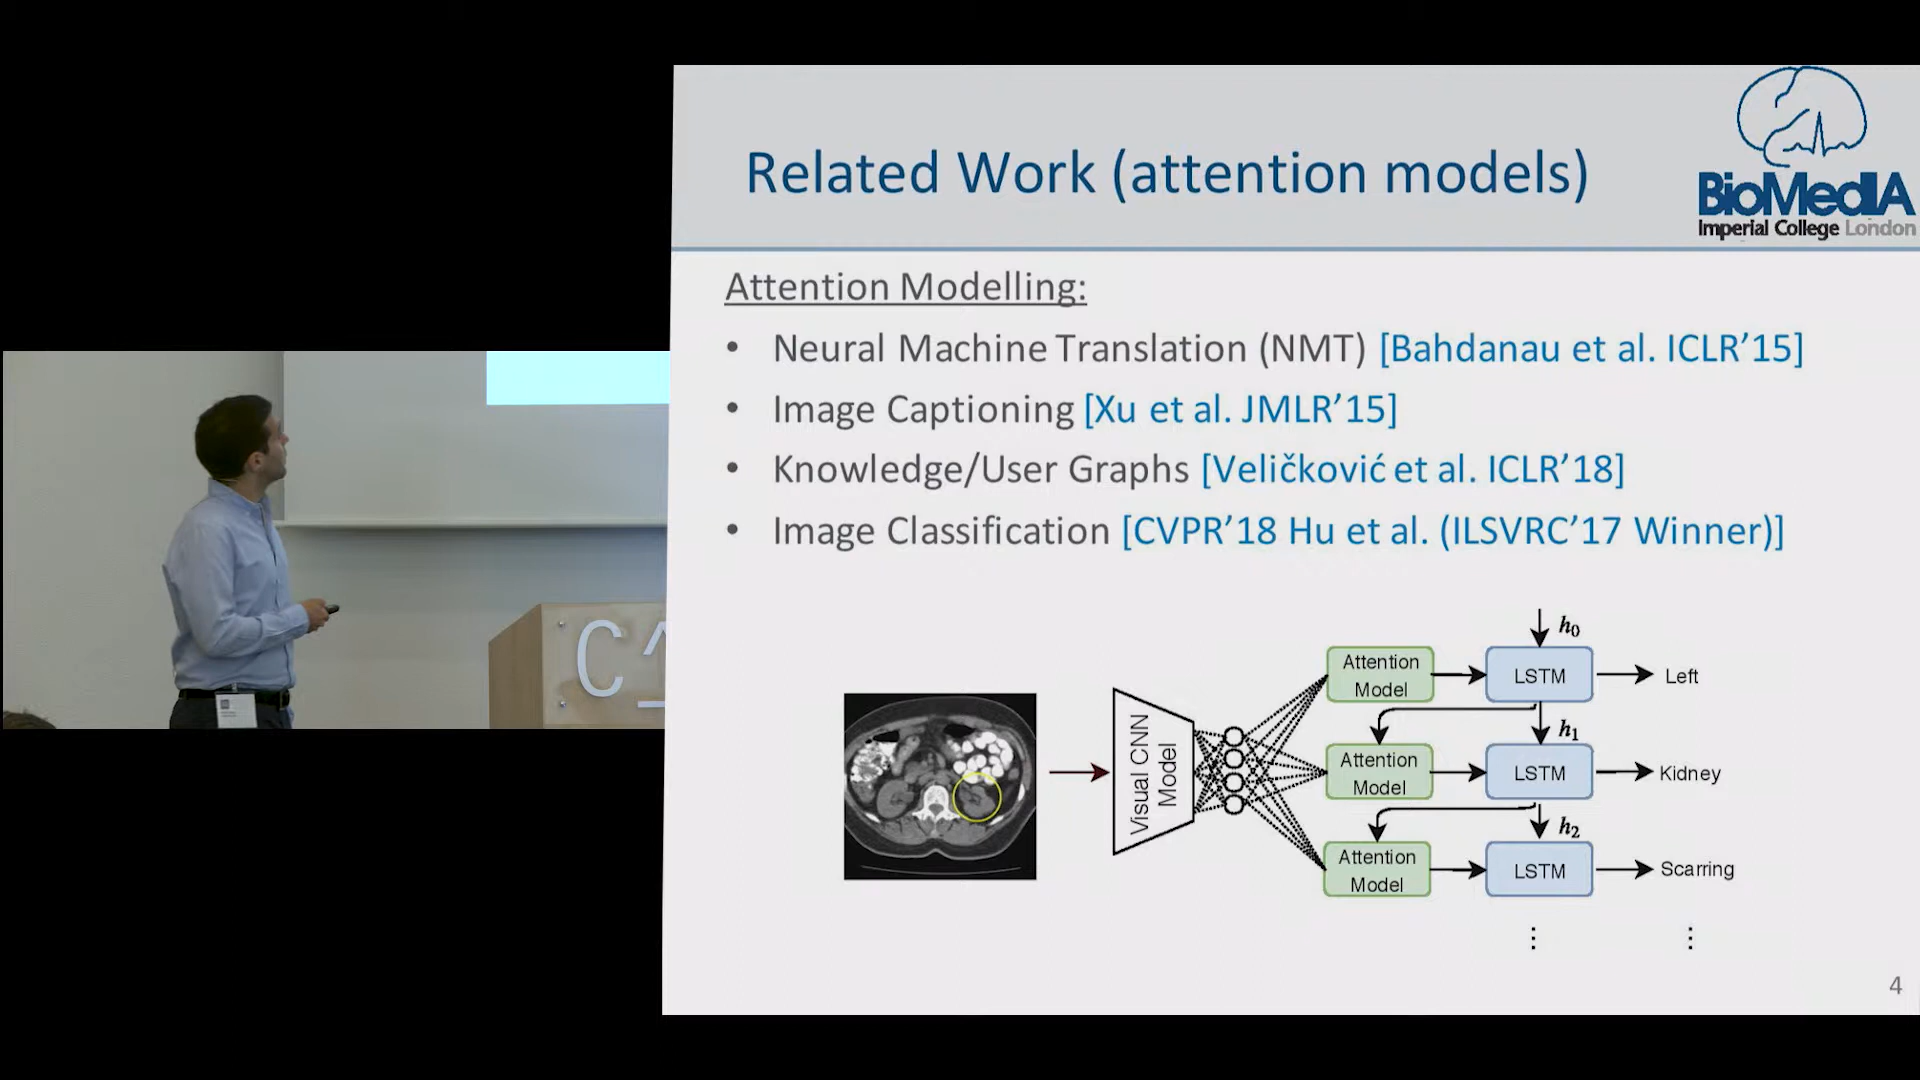 Related Work (attention models)
BioMedIA
Imperial College London
Attention Modelling:
• Neural Machine Translation (NMT) [Bahdanau et al. ICLR’15]
• Image Captioning [Xu et al. JMLR’15]
• Knowledge/User Graphs [Veličković et al. ICLR’18]
• Image Classification [CVPR’18 Hu et al. (ILSVRC’17 Winner)]
h0
Attention
Model
LSTM
Left
h1
Visual CNN
Model
Attention
Model
LSTM
Kidney
h2
Attention
Model
LSTM
Scarring
⋮ ⋮
4